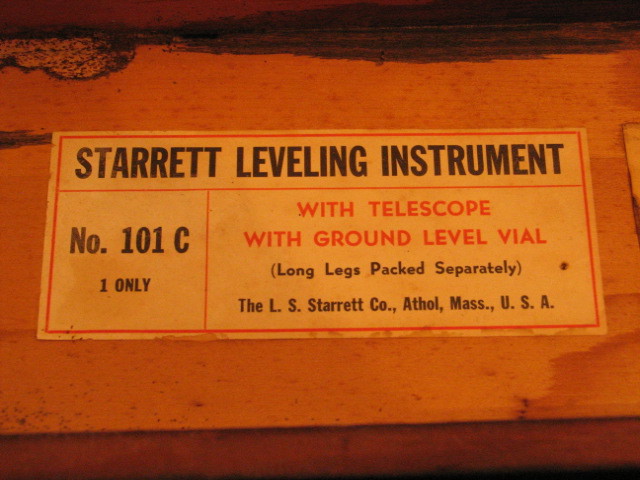 STARRETT LEVELING INSTRUMENT
No. 101 C
1 ONLY
WITH TELESCOPE
WITH GROUND LEVEL VIAL
(Long Legs Packed Separately)
The L. S. Starrett Co., Athol, Mass., U. S. A.